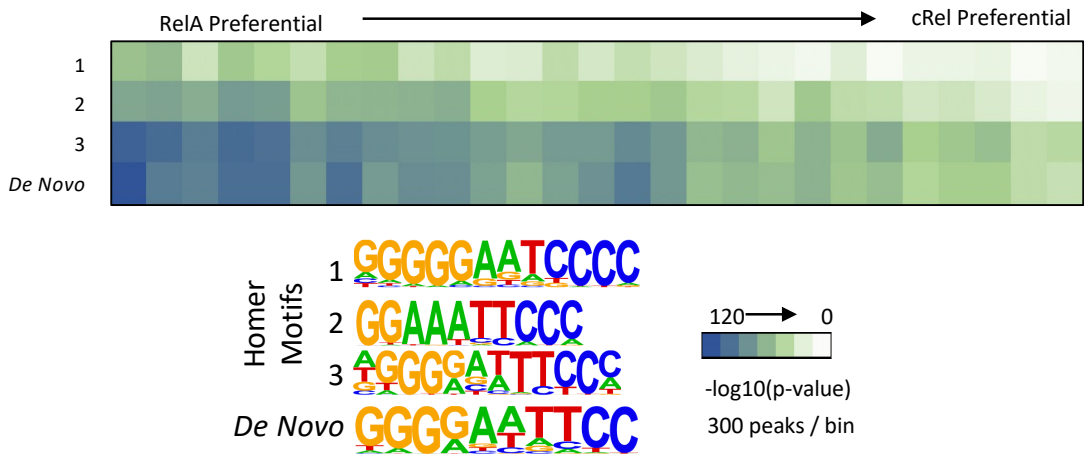 RelA Preferential
cRel Preferential
1
2
3
De Novo
Homer
Motifs
1 GGGGGAATCCCC
2 GGAAATTCCC
3 AGGGGATTTCCC
De Novo GGGGAATTCC
120 0
-log10(p-value)
300 peaks / bin